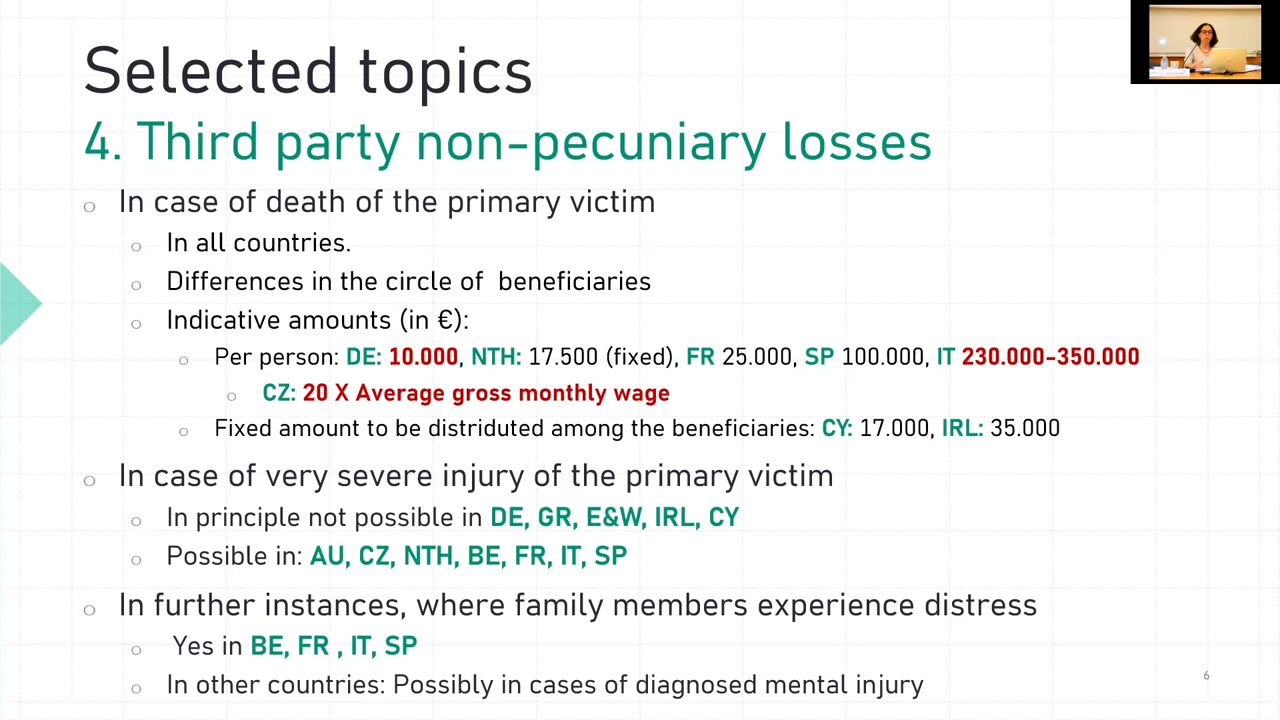 Selected topics
4. Third party non-pecuniary losses
In case of death of the primary victim
In all countries.
Differences in the circle of beneficiaries
Indicative amounts (in €):
Per person: DE: 10.000, NTH: 17.500 (fixed), FR 25.000, SP 100.000, IT 230.000-350.000
CZ: 20 X Average gross monthly wage
Fixed amount to be distriduted among the beneficiaries: CY: 17.000, IRL: 35.000
In case of very severe injury of the primary victim
In principle not possible in DE, GR, E&W, IRL, CY
Possible in: AU, CZ, NTH, BE, FR, IT, SP
In further instances, where family members experience distress
Yes in BE, FR , IT, SP
In other countries: Possibly in cases of diagnosed mental injury
6